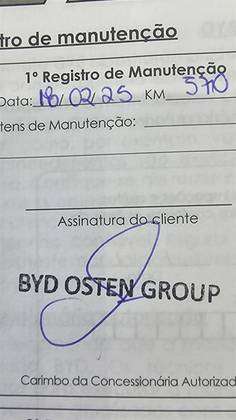 tro de manutenção
1º Registro de Manutenção
Data: 18/02/25 KM 570
tens de Manutenção:
Assinatura do cliente
BYD OSTEN GROUP
Carimbo da Concessionária Autorizad